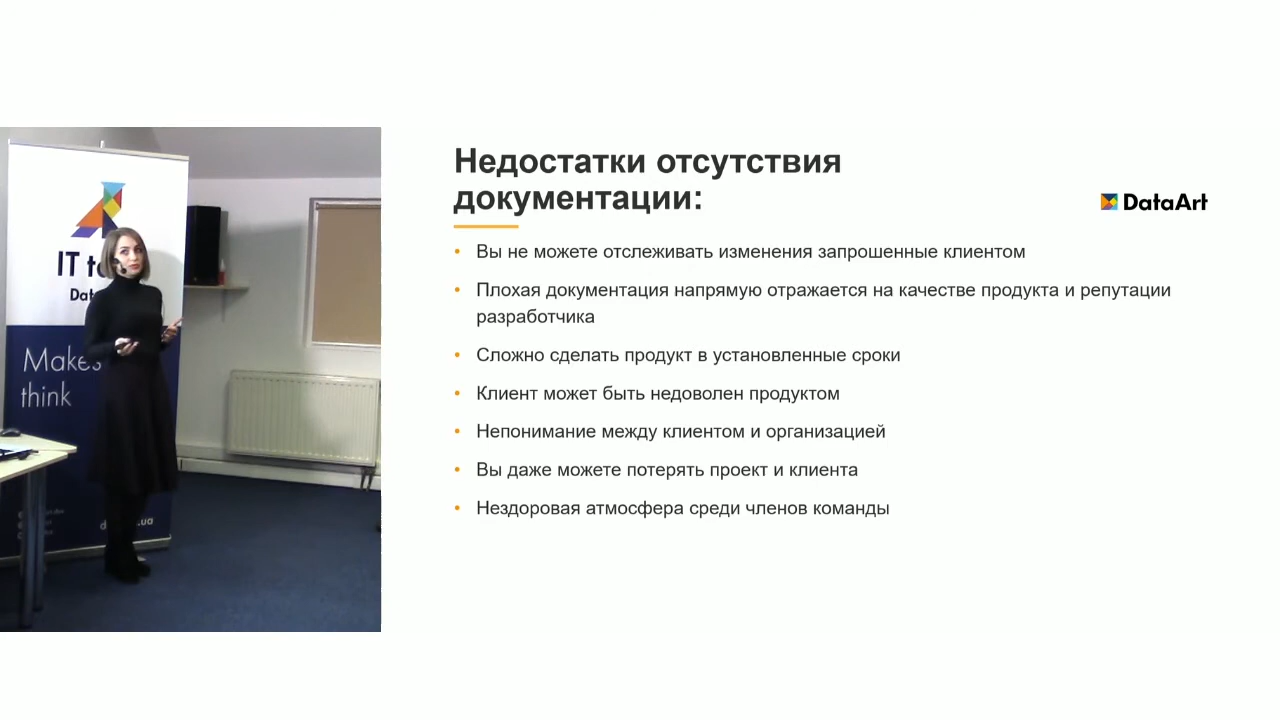 IT
Makes
think
Недостатки отсутствия
документации:
DataArt
• Вы не можете отслеживать изменения запрошенные клиентом
• Плохая документация напрямую отражается на качестве продукта и репутации
разработчика
• Сложно сделать продукт в установленные сроки
• Клиент может быть недоволен продуктом
• Непонимание между клиентом и организацией
• Вы даже можете потерять проект и клиента
• Нездоровая атмосфера среди членов команды